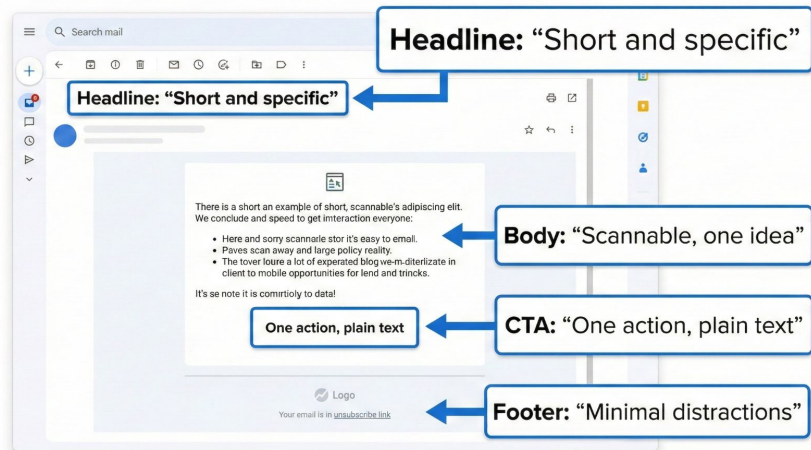 Search mail
Headline: “Short and specific”
Headline: “Short and specific”
There is a short an example of short, scannable's adipiscing elit.
We conclude and speed to get imteraction everyone:
• Here and sorry scannarle stor it's easy to emall.
• Paves scan away and large policy reality.
• The tover loure a lot of experated blog we-m-diterlizate in
client to mobile opportunities for lend and trincks.
It's se note it is comrtioly to data!
Body: “Scannable, one idea”
One action, plain text
CTA: “One action, plain text”
Logo
Your email is in unsubscribe link
Footer: “Minimal distractions”